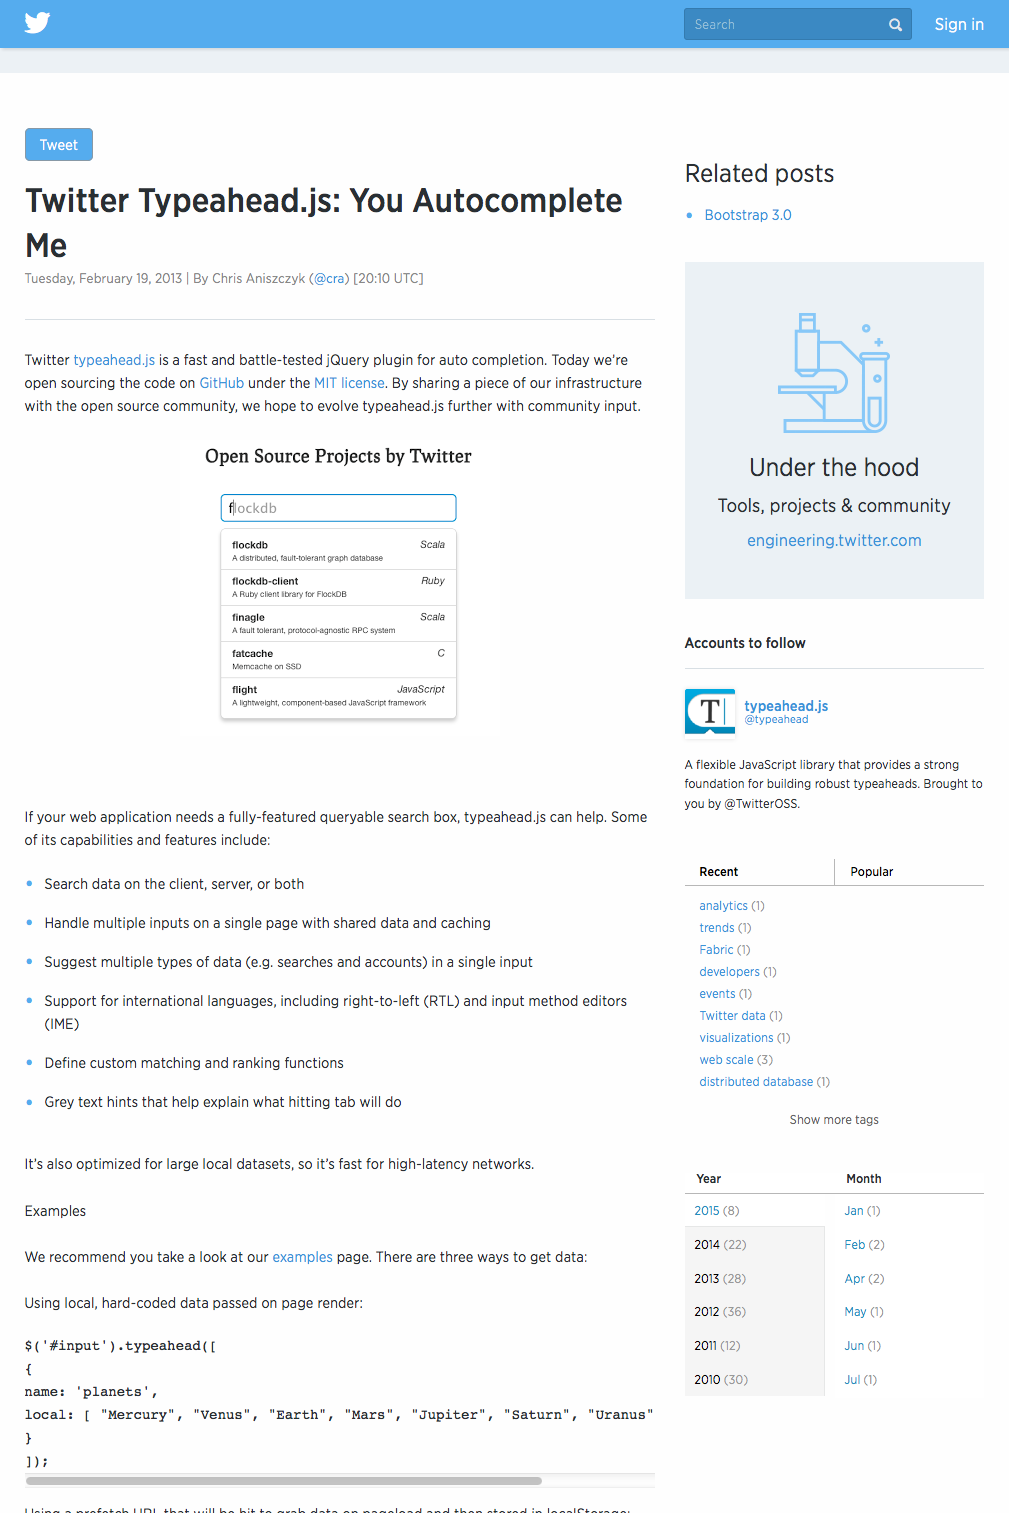 Search
Sign in
Tweet
Twitter Typeahead.js: You Autocomplete
Me
Tuesday, February 19, 2013 | By Chris Aniszczyk (@cra) [20:10 UTC]
Twitter typeahead.js is a fast and battle-tested jQuery plugin for auto completion. Today we're
open sourcing the code on GitHub under the MIT license. By sharing a piece of our infrastructure
with the open source community, we hope to evolve typeahead.js further with community input.
Open Source Projects by Twitter
flockdb
flockdb Scala
A distributed, fault-tolerant graph database
flockdb-client Ruby
A Ruby client library for FlockDB
finagle Scala
A fault tolerant, protocol-agnostic RPC system
fatcache C
Memcache on SSD
flight JavaScript
A lightweight, component-based JavaScript framework
If your web application needs a fully-featured queryable search box, typeahead.js can help. Some
of its capabilities and features include:
Search data on the client, server, or both
Handle multiple inputs on a single page with shared data and caching
Suggest multiple types of data (e.g. searches and accounts) in a single input
Support for international languages, including right-to-left (RTL) and input method editors
(IME)
Define custom matching and ranking functions
Grey text hints that help explain what hitting tab will do
It's also optimized for large local datasets, so it's fast for high-latency networks.
Examples
We recommend you take a look at our examples page. There are three ways to get data:
Using local, hard-coded data passed on page render:
$('#input').typeahead([
{
name: 'planets',
local: [ "Mercury", "Venus", "Earth", "Mars", "Jupiter", "Saturn", "Uranus"
}
]);
Using a prefetch URL that will be hit to grab data on pageload and then stored in localStorage:
Related posts
Bootstrap 3.0
Under the hood
Tools, projects & community
engineering.twitter.com
Accounts to follow
T
typeahead.js
@typeahead
A flexible JavaScript library that provides a strong
foundation for building robust typeaheads. Brought to
you by @TwitterOSS.
Recent Popular
analytics (1)
trends (1)
Fabric (1)
developers (1)
events (1)
Twitter data (1)
visualizations (1)
web scale (3)
distributed database (1)
Show more tags
Year Month
2015 (8) Jan (1)
2014 (22) Feb (2)
2013 (28) Apr (2)
2012 (36) May (1)
2011 (12) Jun (1)
2010 (30) Jul (1)